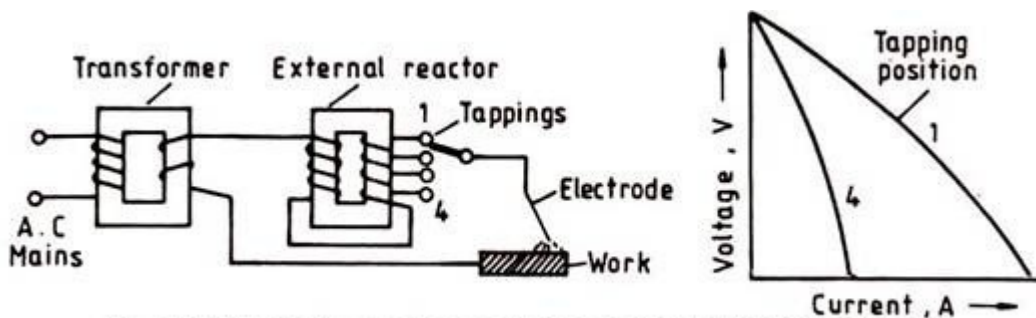 Transformer
External reactor
1
Tappings
4
Electrode
A.C
Mains
Work
Voltage, V
Tapping
position
1
4
Current, A